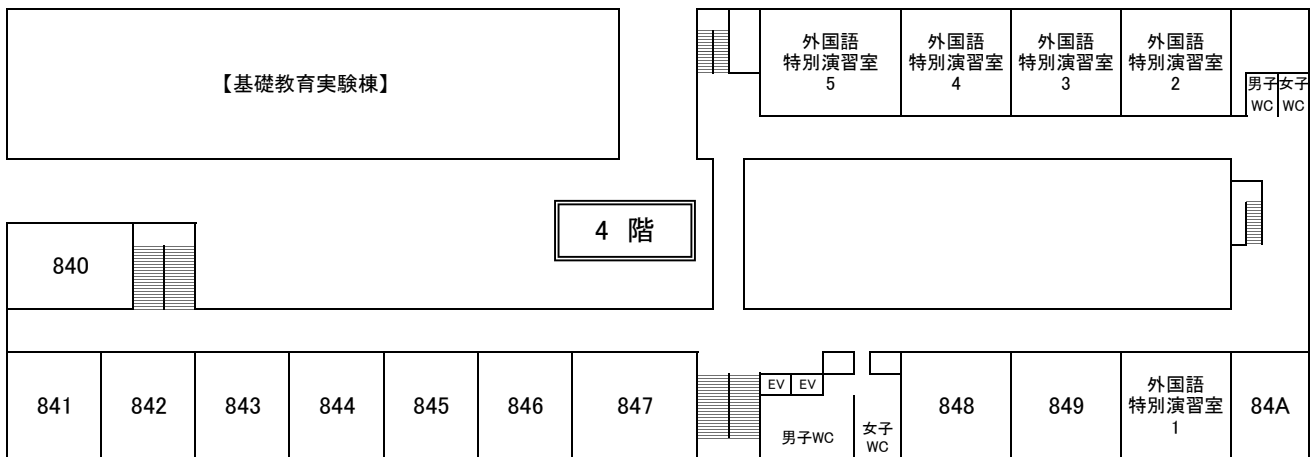 【基礎教育実験棟】
外国語
特別演習室
5
外国語
特別演習室
4
外国語
特別演習室
3
外国語
特別演習室
2
男子
WC
女子
WC
4 階
840
841
842
843
844
845
846
847
EV
EV
男子WC
女子
WC
848
849
外国語
特別演習室
1
84A